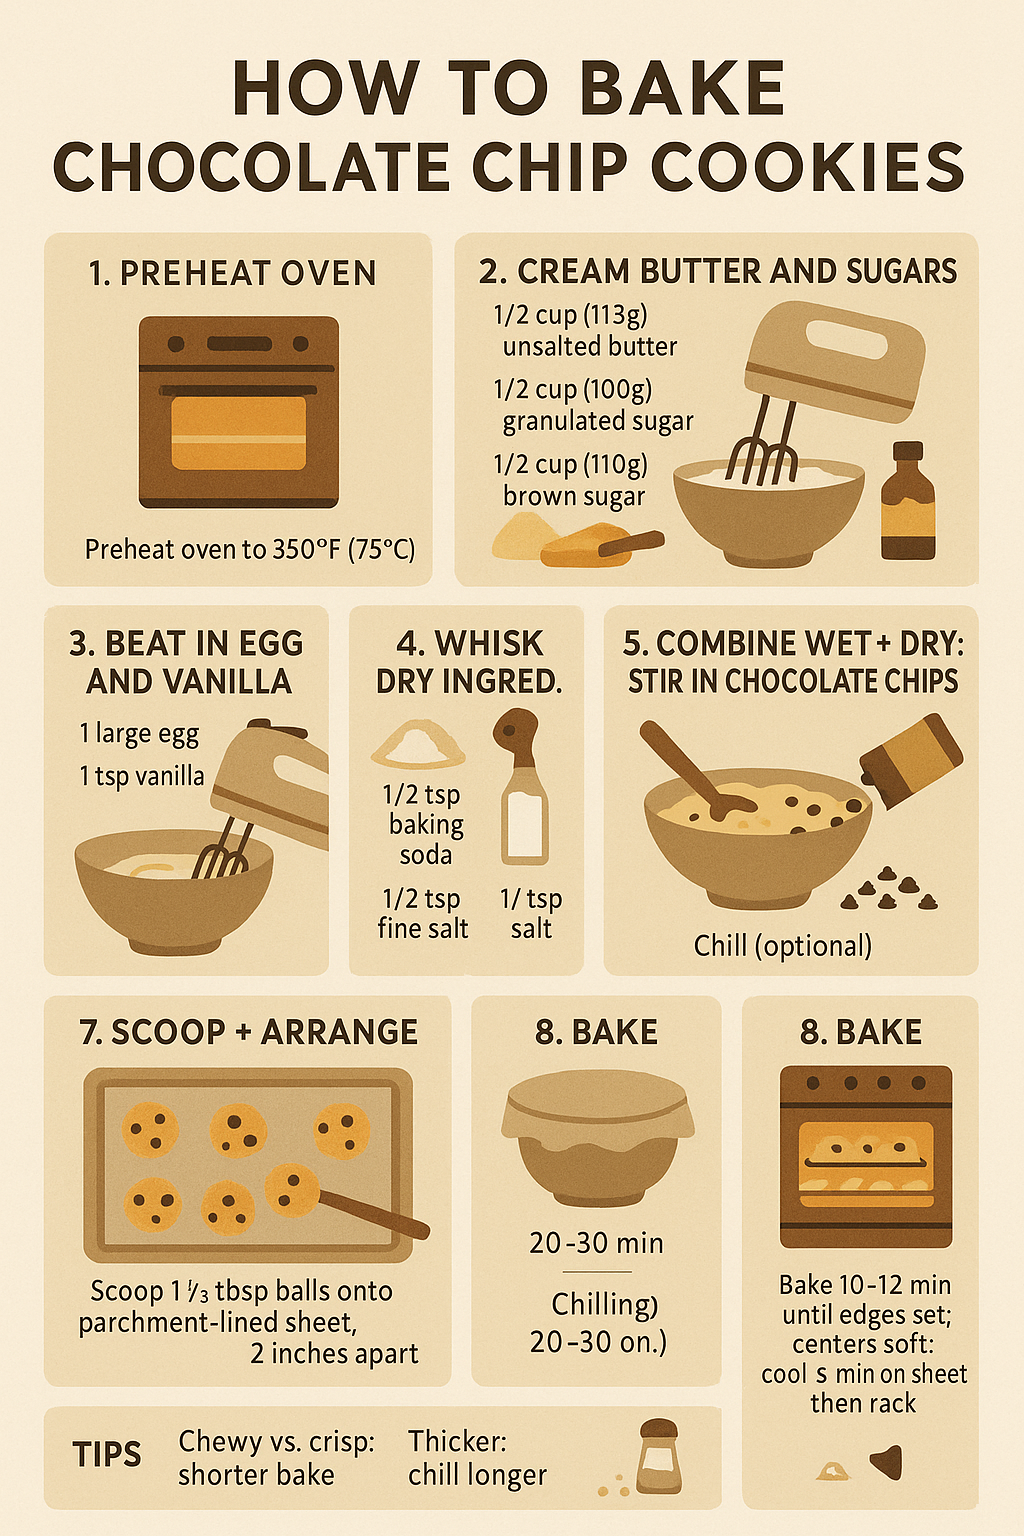 HOW TO BAKE
CHOCOLATE CHIP COOKIES
1. PREHEAT OVEN
Preheat oven to 350°F (75°C)
2. CREAM BUTTER AND SUGARS
1/2 cup (113g)
unsalted butter
1/2 cup (100g)
granulated sugar
1/2 cup (110g)
brown sugar
3. BEAT IN EGG
AND VANILLA
1 large egg
1 tsp vanilla
4. WHISK
DRY INGRED.
1/2 tsp
baking
soda
1/2 tsp
fine salt
1/ tsp
salt
5. COMBINE WET + DRY:
STIR IN CHOCOLATE CHIPS
Chill (optional)
7. SCOOP + ARRANGE
Scoop 1 1/3 tbsp balls onto
parchment-lined sheet,
2 inches apart
8. BAKE
20-30 min
Chilling)
20-30 on.)
8. BAKE
Bake 10-12 min
until edges set;
centers soft:
cool s min on sheet
then rack
TIPS
Chewy vs. crisp:
shorter bake
Thicker:
chill longer